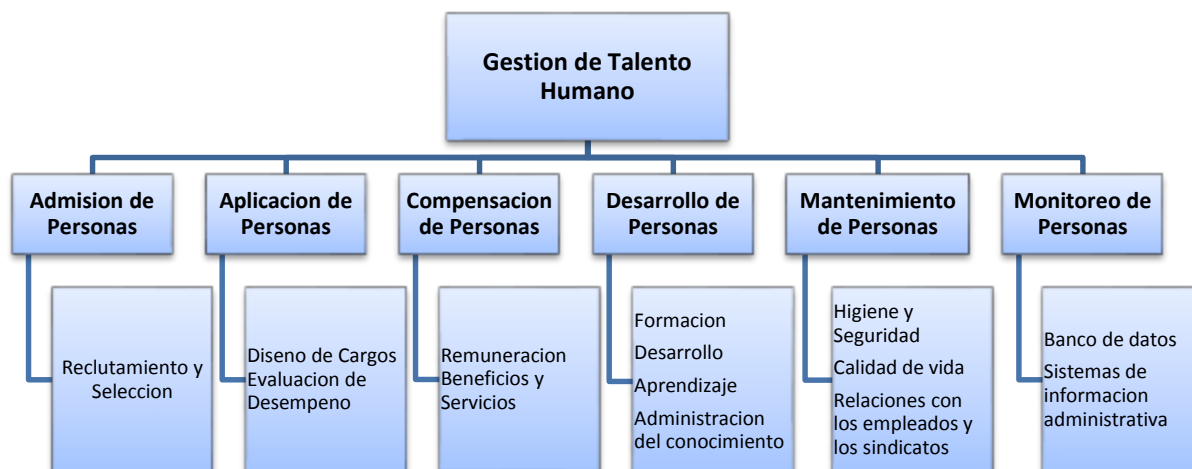 Gestion de Talento
Humano
Admision de
Personas
Aplicacion de
Personas
Compensacion
de Personas
Desarrollo de
Personas
Mantenimiento
de Personas
Monitoreo de
Personas
Reclutamiento y
Seleccion
Diseno de Cargos
Evaluacion de
Desempeno
Remuneracion
Beneficios y
Servicios
Formacion
Desarrollo
Aprendizaje
Administracion
del conocimiento
Higiene y
Seguridad
Calidad de vida
Relaciones con
los empleados y
los sindicatos
Banco de datos
Sistemas de
informacion
administrativa